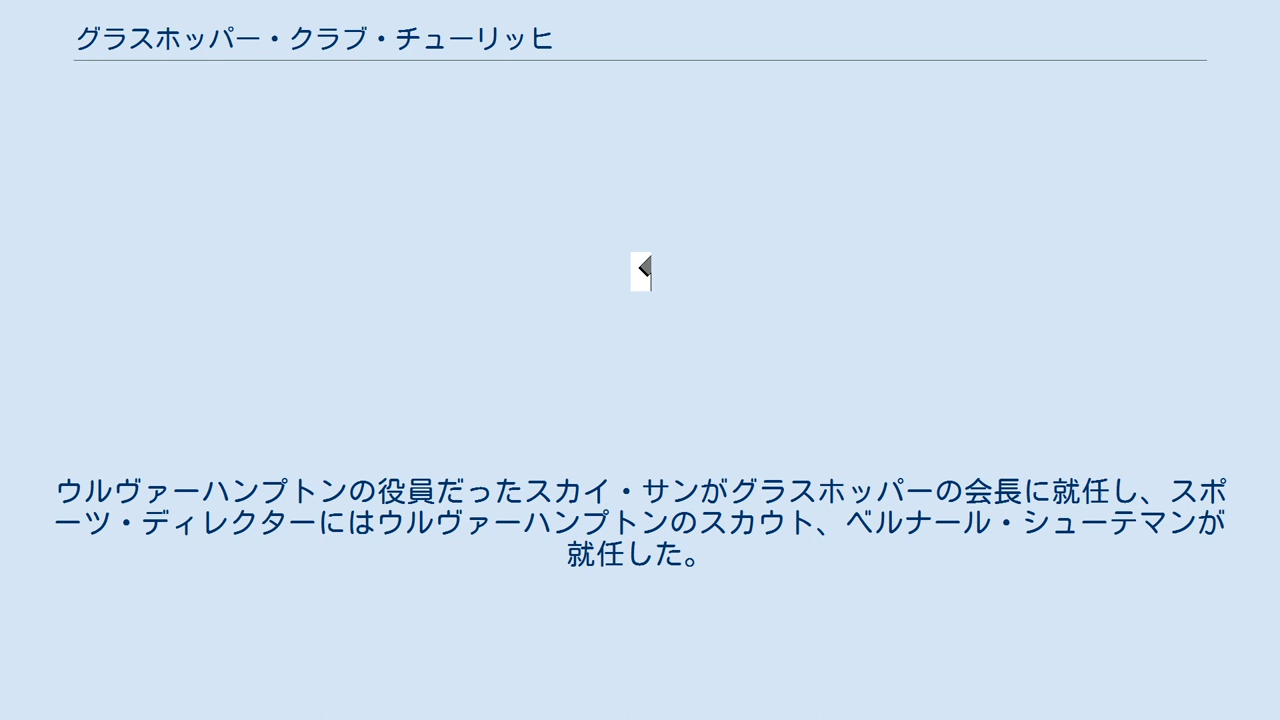 グラスホッパー・クラブ・チューリッヒ
ウルヴァーハンプトンの役員だったスカイ・サンがグラスホッパーの会長に就任し、スポ
ーツ・ディレクターにはウルヴァーハンプトンのスカウト、ベルナール・シューテマンが
就任した。